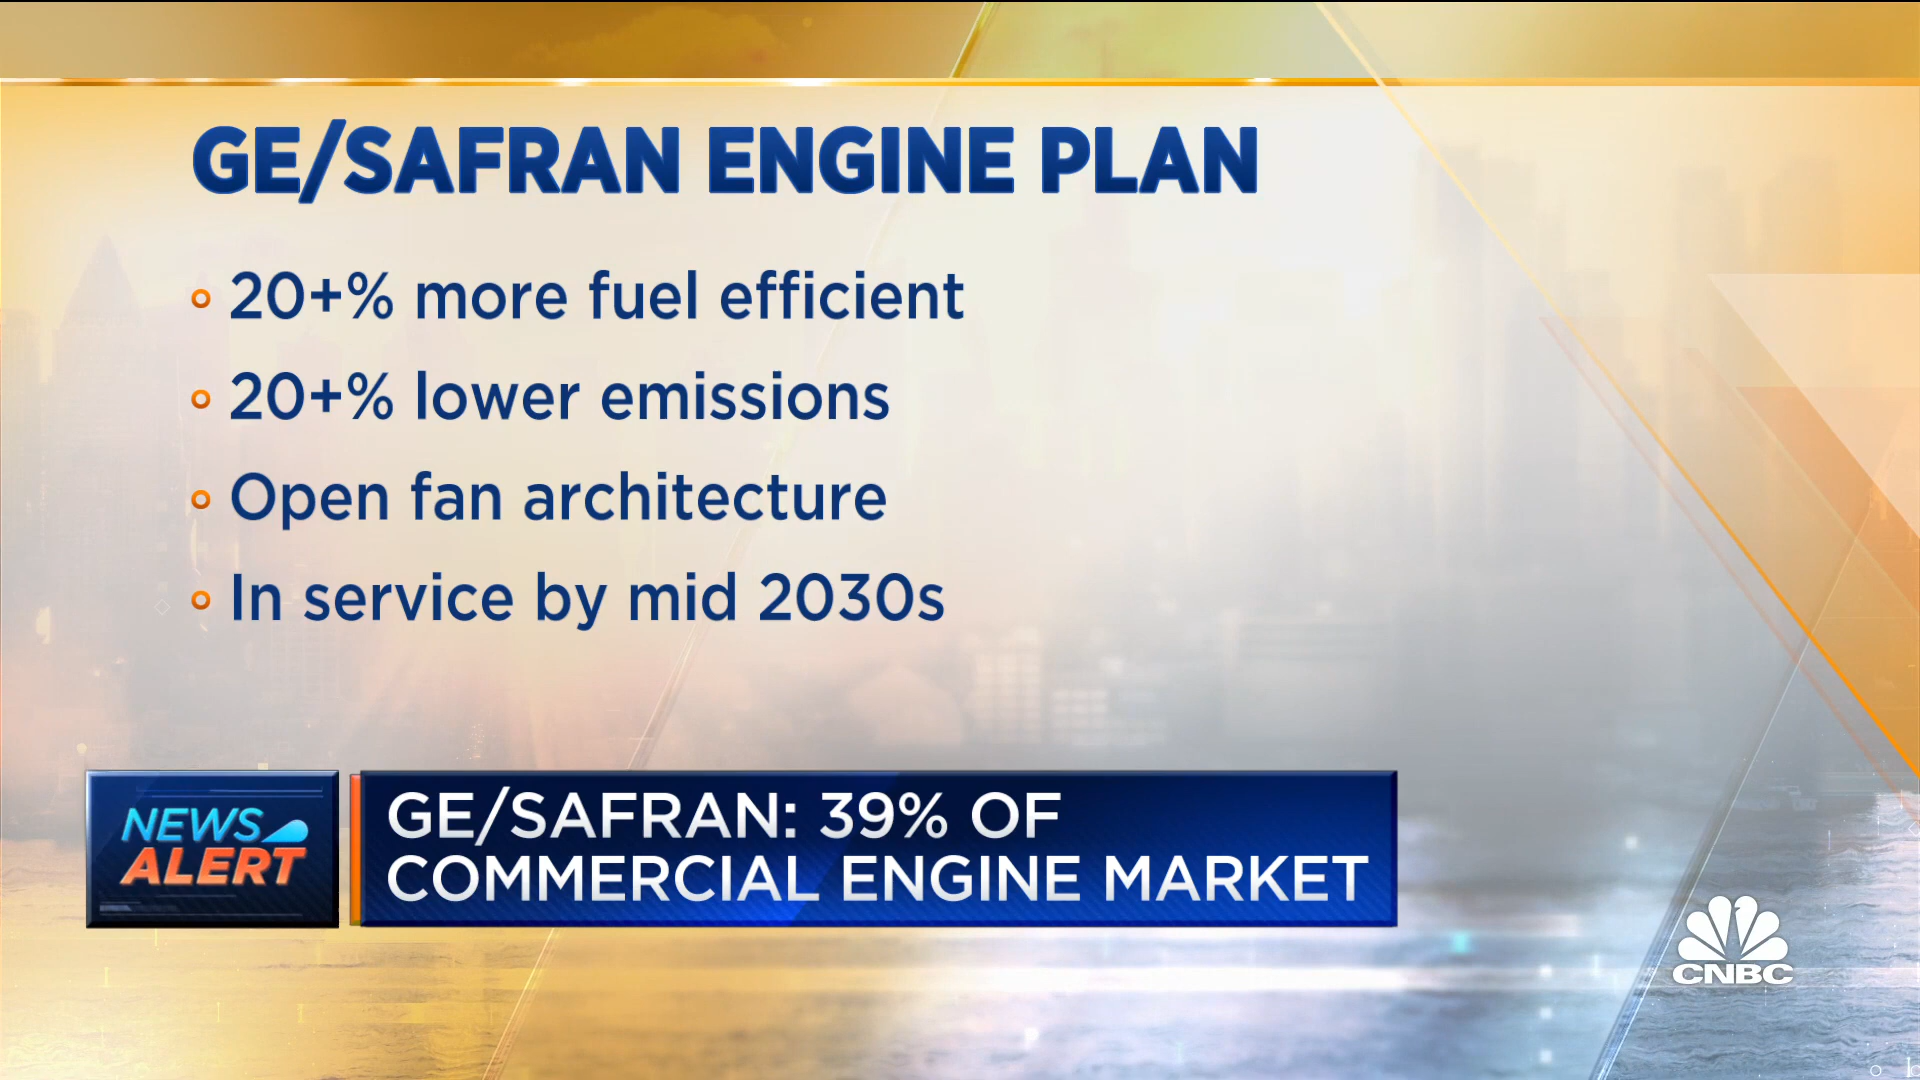 GE/SAFRAN ENGINE PLAN
20+% more fuel efficient
20+% lower emissions
Open fan architecture
In service by mid 2030s
NEWS
ALERT
GE/SAFRAN: 39% OF
COMMERCIAL ENGINE MARKET
CNBC